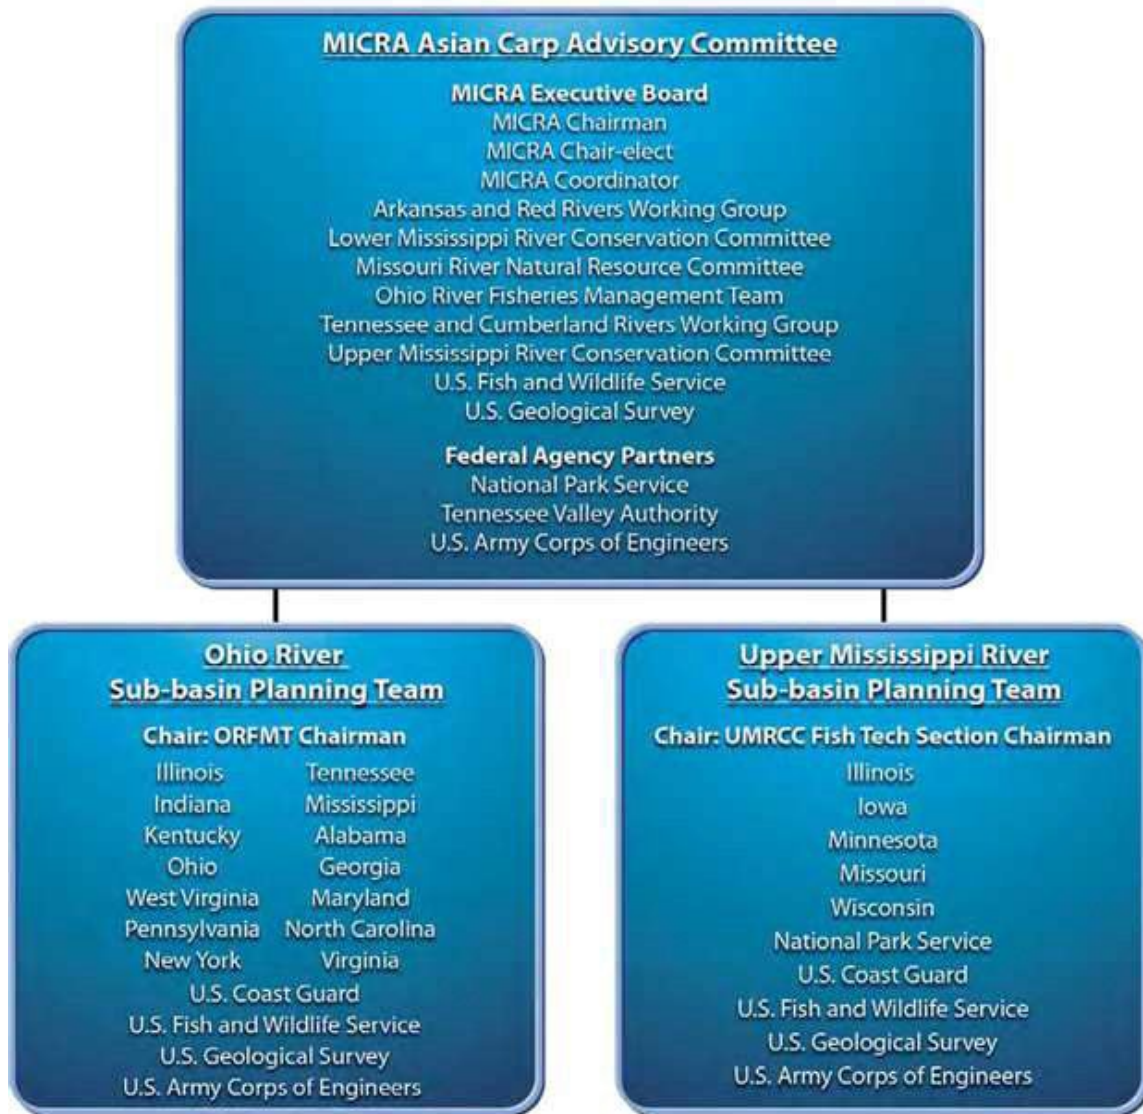 MICRA Asian Carp Advisory Committee
MICRA Executive Board
MICRA Chairman
MICRA Chair-elect
MICRA Coordinator
Arkansas and Red Rivers Working Group
Lower Mississippi River Conservation Committee
Missouri River Natural Resource Committee
Ohio River Fisheries Management Team
Tennessee and Cumberland Rivers Working Group
Upper Mississippi River Conservation Committee
U.S. Fish and Wildlife Service
U.S. Geological Survey
Federal Agency Partners
National Park Service
Tennessee Valley Authority
U.S. Army Corps of Engineers
Ohio River
Sub-basin Planning Team
Chair: ORFMT Chairman
Illinois Tennessee
Indiana Mississippi
Kentucky Alabama
Ohio Georgia
West Virginia Maryland
Pennsylvania North Carolina
New York Virginia
U.S. Coast Guard
U.S. Fish and Wildlife Service
U.S. Geological Survey
U.S. Army Corps of Engineers
Upper Mississippi River
Sub-basin Planning Team
Chair: UMRCC Fish Tech Section Chairman
Illinois
Iowa
Minnesota
Missouri
Wisconsin
National Park Service
U.S. Coast Guard
U.S. Fish and Wildlife Service
U.S. Geological Survey
U.S. Army Corps of Engineers